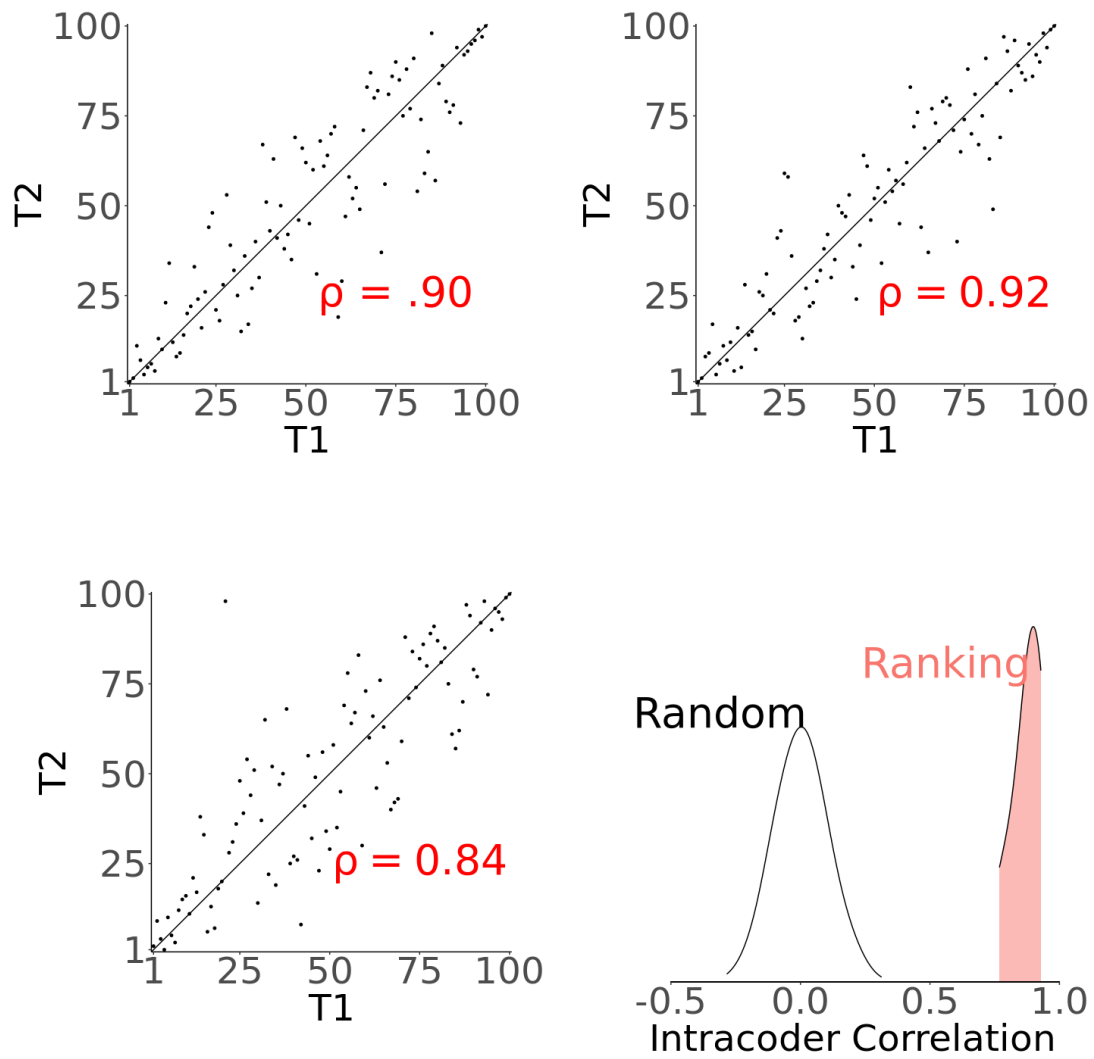 100
75
50
25
1
T2
ρ = .90
1 25 50 75 100
T1
100
75
50
25
1
T2
ρ = 0.92
1 25 50 75 100
T1
100
75
50
25
1
T2
ρ = 0.84
1 25 50 75 100
T1
Ranking
Random
-0.5 0.0 0.5 1.0
Intracoder Correlation